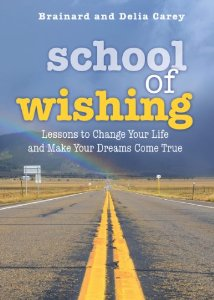 Brainard and Delia Carey
school
of
wishing
Lessons to Change Your Life
and Make Your Dreams Come True